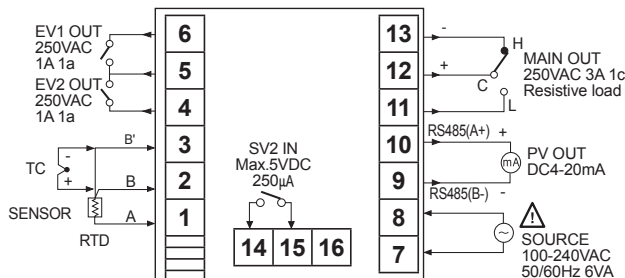 EV1 OUT
250VAC
1A 1a
EV2 OUT
250VAC
1A 1a
6
5
4
3
2
1
B'
B
A
TC
-
+
SENSOR
RTD
SV2 IN
Max.5VDC
250µA
14 15 16
13
12
11
10
9
8
7
-
+
H
C
L
MAIN OUT
250VAC 3A 1c
Resistive load
RS485(A+) +
mA
PV OUT
DC4-20mA
RS485(B-) -
!
SOURCE
100-240VAC
50/60Hz 6VA